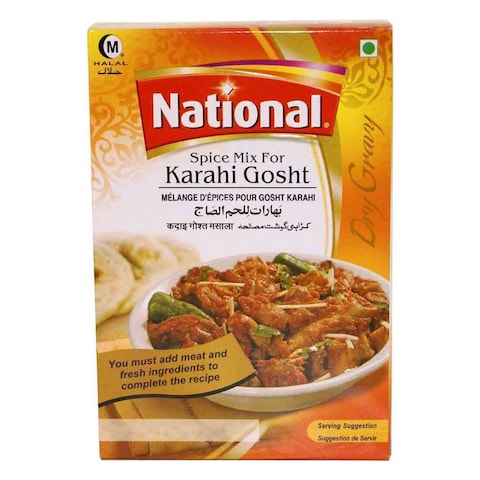 M
HALAL
حلال
National®
Spice Mix For
Karahi Gosht
MÉLANGE D'ÉPICES POUR GOSHT KARAHI
بهارات للحم الصاج
कढ़ाइ गोश्त मसाला کڑاہی گوشت مصالحہ
Dry Gravy
You must add meat and
fresh ingredients to
complete the recipe
Serving Suggestion
Suggestion de Servir